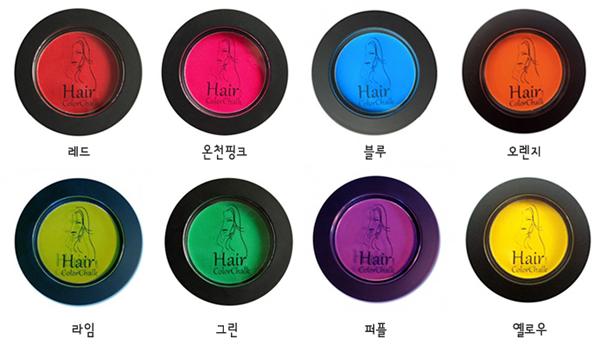 Hair
ColorChalk
Hair
ColorChalk
Hair
ColorChalk
Hair
ColorChalk
레드
온천핑크
블루
오렌지
Hair
ColorChalk
Hair
ColorChalk
Hair
ColorChalk
Hair
ColorChalk
라임
그린
퍼플
옐로우